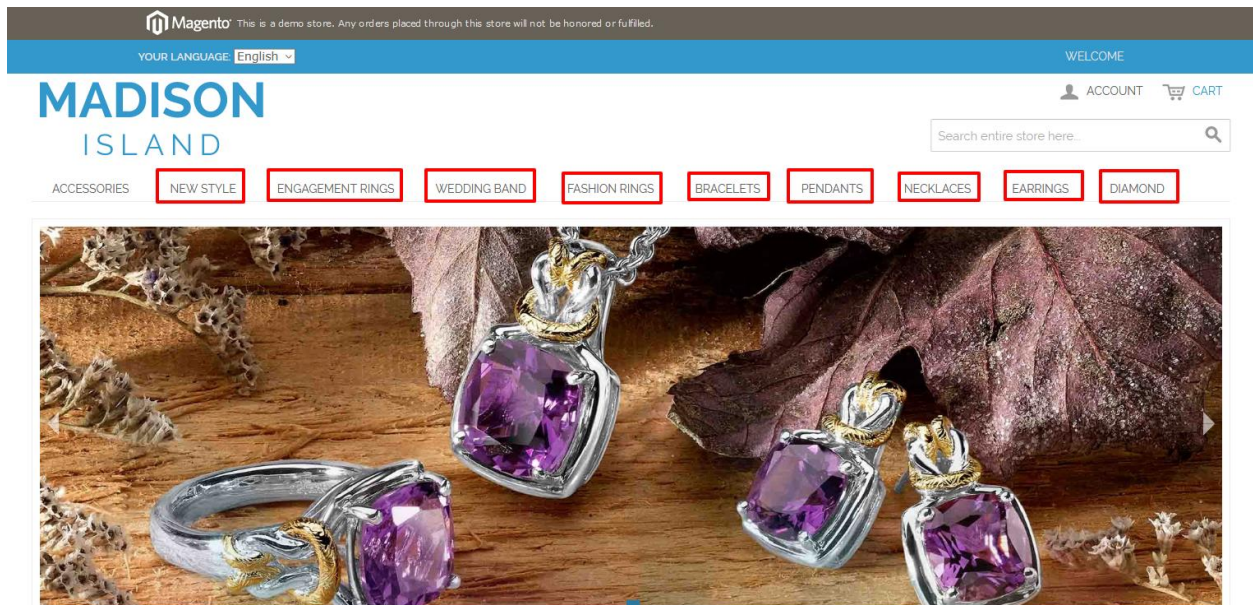 Magento® This is a demo store. Any orders placed through this store will not be honored or fulfilled.
YOUR LANGUAGE: English WELCOME
MADISON
ISLAND
ACCOUNT CART
Search entire store here...
ACCESSORIES NEW STYLE ENGAGEMENT RINGS WEDDING BAND FASHION RINGS BRACELETS PENDANTS NECKLACES EARRINGS DIAMOND